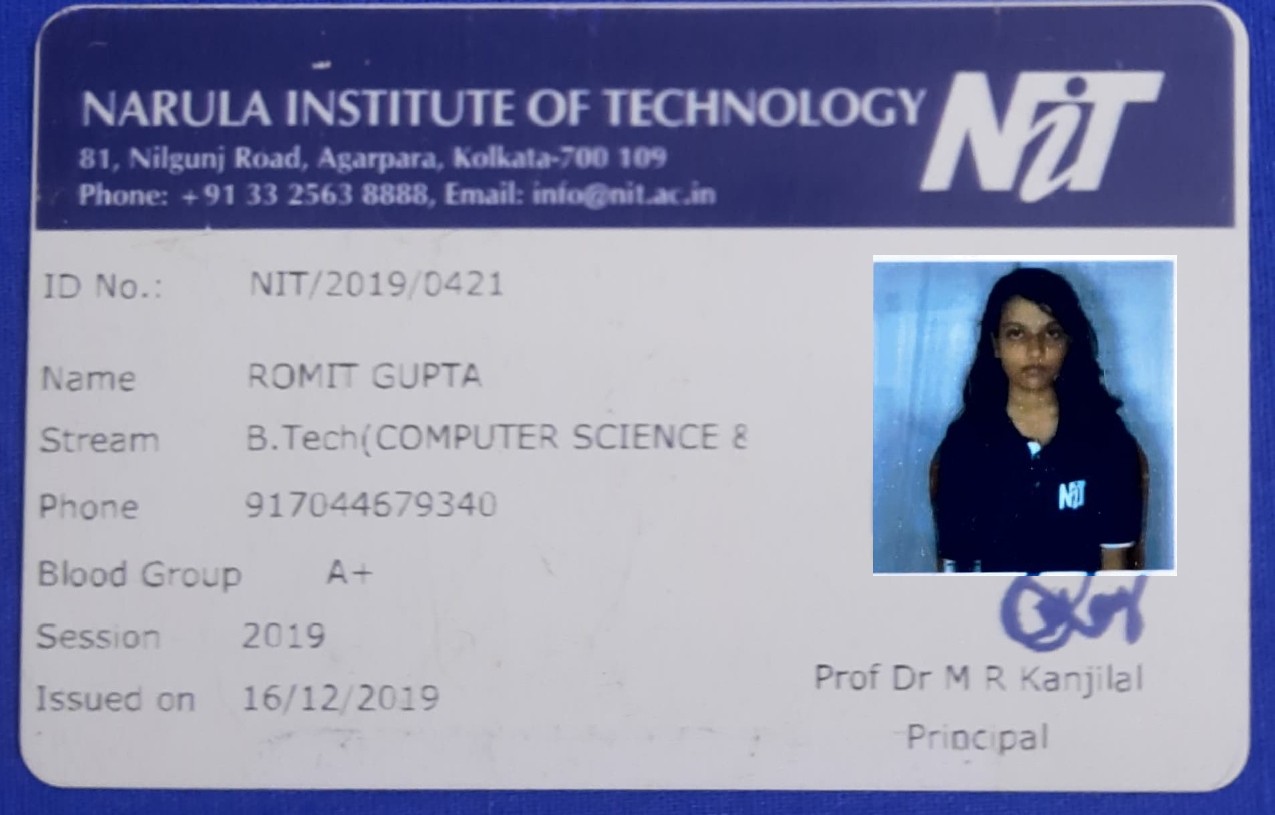 NARULA INSTITUTE OF TECHNOLOGY
NiT
81, Nilgunj Road, Agarpara, Kolkata-700 109
Phone: +91 33 2563 8888, Email: info@nit.ac.in
ID No.: NIT/2019/0421
Name ROMIT GUPTA
Stream B.Tech(COMPUTER SCIENCE &
Phone 917044679340
Blood Group A+
Session 2019
Issued on 16/12/2019
NiT
Prof Dr M R Kanjilal
Principal